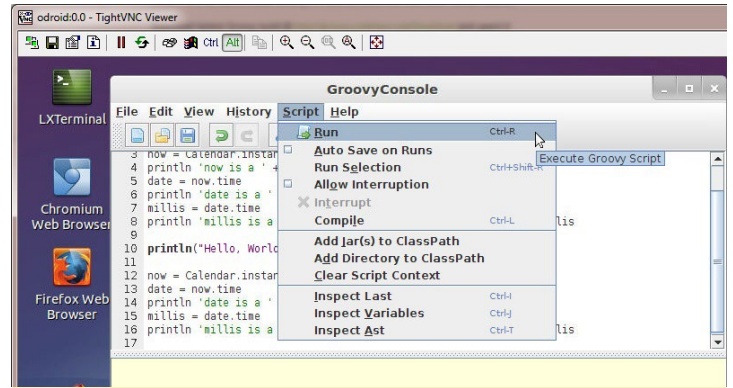 odroid:0.0 - TightVNC Viewer
Ctrl Alt
GroovyConsole
LXTerminal
Chromium
Web Browser
Firefox Web
Browser
File Edit View History Script Help
Run Ctrl-R
Auto Save on Runs
Run Selection Ctrl+Shift-R
Allow Interruption
Interrupt
Compile Ctrl-L
Add Jar(s) to ClassPath
Add Directory to ClassPath
Clear Script Context
Inspect Last Ctrl-I
Inspect Variables Ctrl-J
Inspect Ast Ctrl-T
Execute Groovy Script
3 now = Calendar.instan
4 println 'now is a ' +
5 date = now.time
6 println 'date is a '
7 millis = date.time
8 println 'millis is a lis
9
10 println("Hello, Worl
11
12 now = Calendar.instan
13 date = now.time
14 println 'date is a '
15 millis = date.time
16 println 'millis is a lis
17